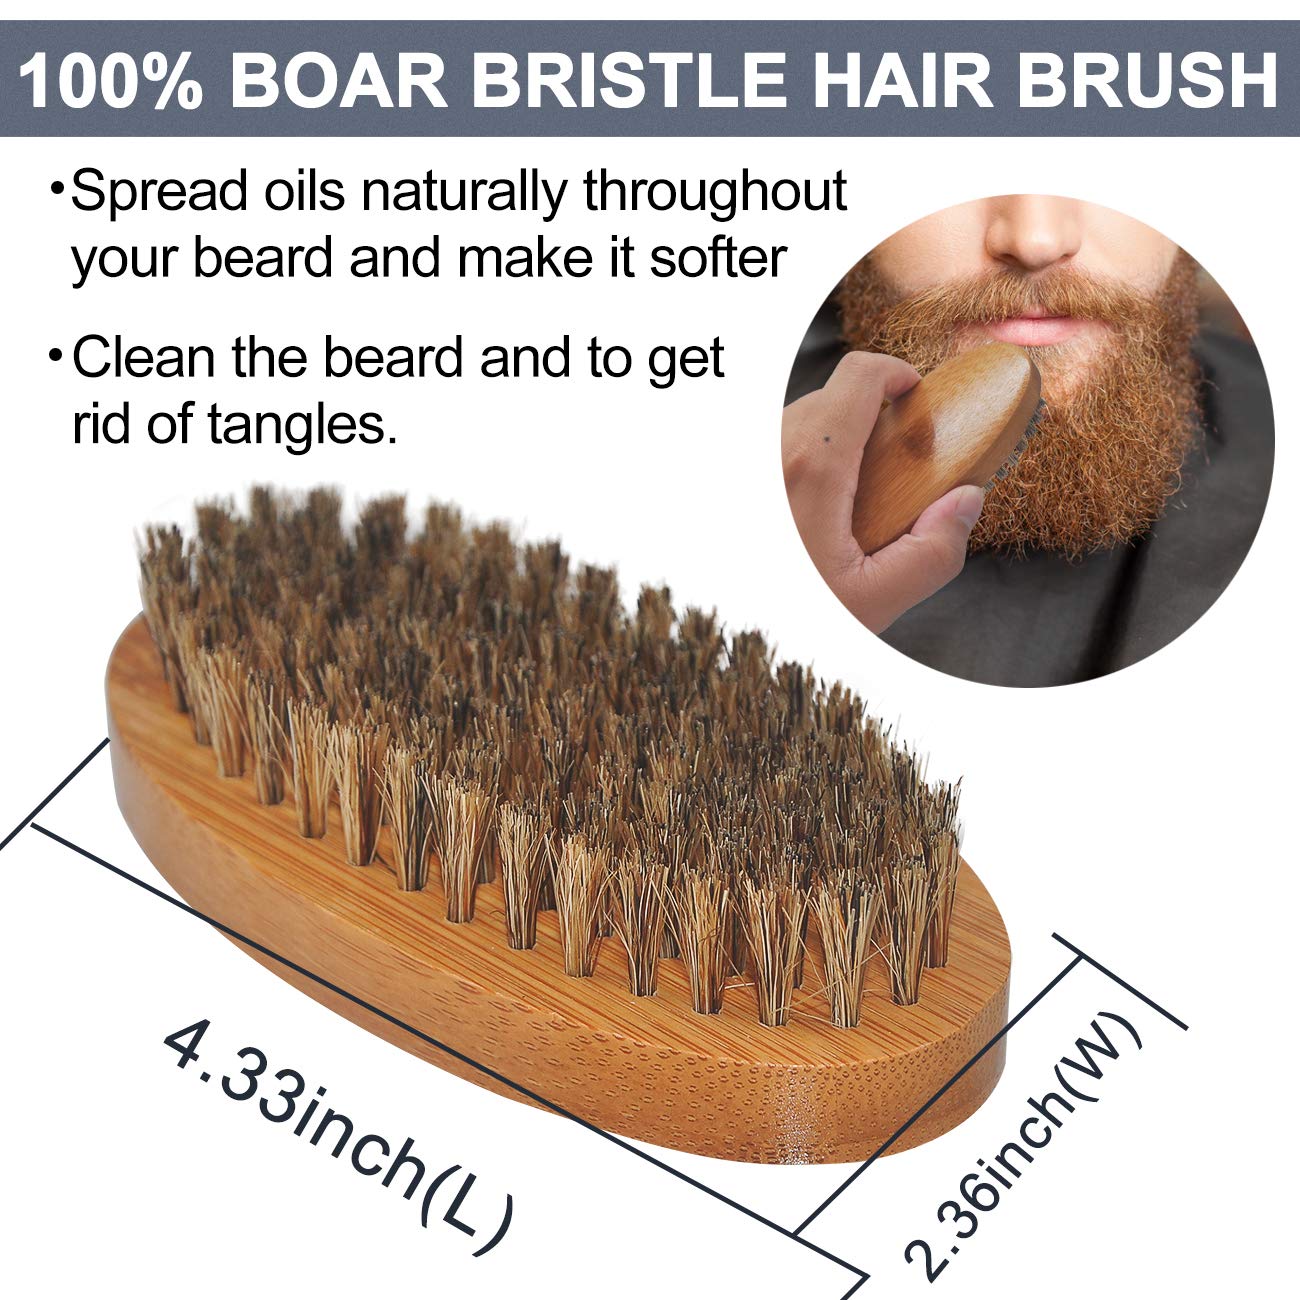 100% BOAR BRISTLE HAIR BRUSH
•Spread oils naturally throughout
your beard and make it softer
•Clean the beard and to get
rid of tangles.
4.33inch(L)
2.36inch(W)